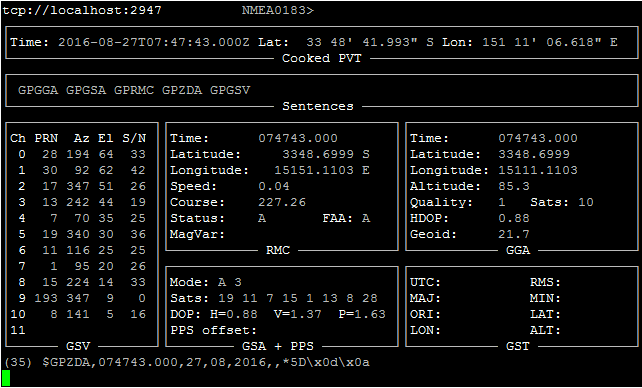 tcp://localhost:2947 NMEA0183>
Time: 2016-08-27T07:47:43.000Z Lat: 33 48' 41.993" S Lon: 151 11' 06.618" E
Cooked PVT
GPGGA GPGSA GPRMC GPZDA GPGSV
Sentences
Ch PRN Az El S/N
0 28 194 64 33
1 30 92 62 42
2 17 347 51 26
3 13 242 44 19
4 7 70 35 25
5 19 340 30 36
6 11 116 25 25
7 1 95 20 26
8 15 224 14 33
9 193 347 9 0
10 8 141 5 16
11
GSV
Time: 074743.000
Latitude: 3348.6999 S
Longitude: 15151.1103 E
Speed: 0.04
Course: 227.26
Status: A FAA: A
MagVar:
RMC
Time: 074743.000
Latitude: 3348.6999
Longitude: 15111.1103
Altitude: 85.3
Quality: 1 Sats: 10
HDOP: 0.88
Geoid: 21.7
GGA
Mode: A 3
Sats: 19 11 7 15 1 13 8 28
DOP: H=0.88 V=1.37 P=1.63
PPS offset:
GSA + PPS
UTC: RMS:
MAJ: MIN:
ORI: LAT:
LON: ALT:
GST
(35) $GPZDA,074743.000,27,08,2016,,*5D\x0d\x0a